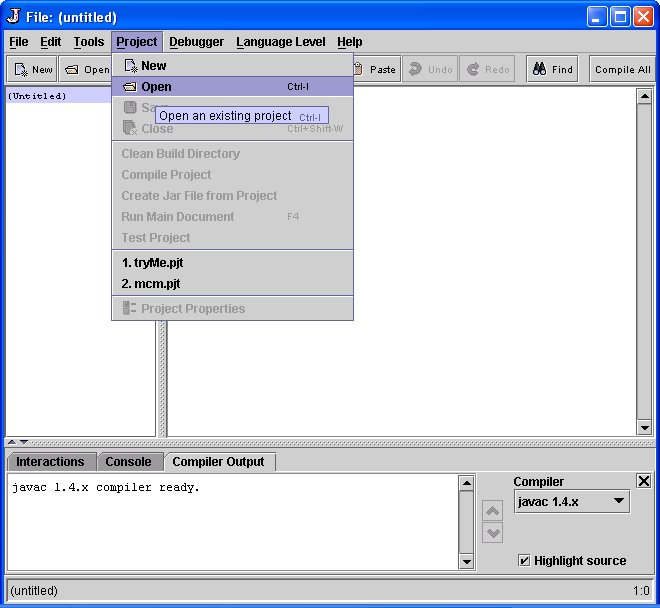 File: (untitled)
File Edit Tools Project Debugger Language Level Help
New Open Paste Undo Redo Find Compile All
(Untitled)
New
Open Ctrl-I
Save
Open an existing project Ctrl-I
Close Ctrl+Shift-W
Clean Build Directory
Compile Project
Create Jar File from Project
Run Main Document F4
Test Project
1. tryMe.pjt
2. mcm.pjt
Project Properties
Interactions Console Compiler Output
javac 1.4.x compiler ready.
Compiler
javac 1.4.x
Highlight source
(untitled) 1:0